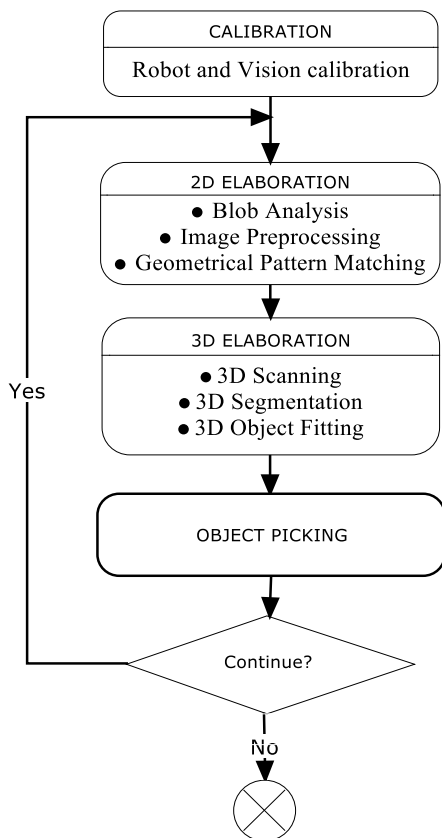 CALIBRATION
Robot and Vision calibration
2D ELABORATION
● Blob Analysis
● Image Preprocessing
● Geometrical Pattern Matching
3D ELABORATION
● 3D Scanning
● 3D Segmentation
● 3D Object Fitting
Yes
OBJECT PICKING
Continue?
No